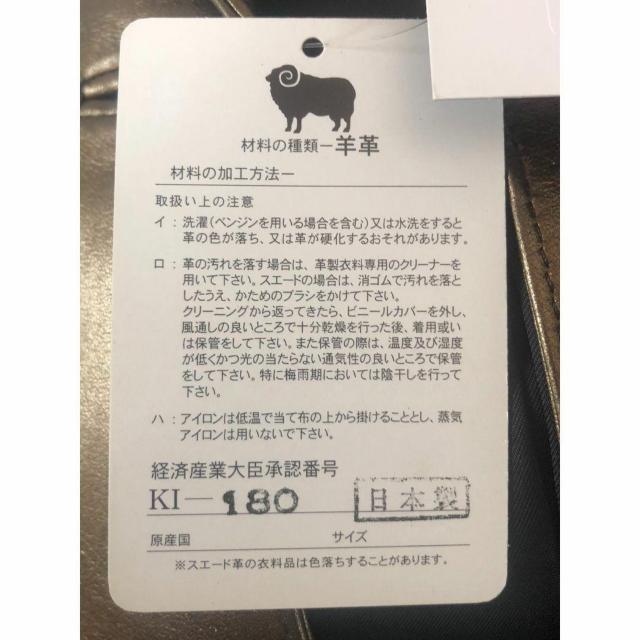 材料の種類ー羊革
材料の加工方法ー
取扱い上の注意
イ：洗濯（ベンジンを用いる場合を含む）又は水洗をすると
革の色が落ち、又は革が硬化するおそれがあります。
ロ：革の汚れを落す場合は、革製衣料専用のクリーナーを
用いて下さい。スエードの場合は、消ゴムで汚れを落と
したうえ、かためのブラシをかけて下さい。
クリーニングから返ってきたら、ビニールカバーを外し、
風通しの良いところで十分乾燥を行った後、着用或い
は保管をして下さい。また保管の際は、温度及び湿度
が低くかつ光の当たらない通気性の良いところで保管
をして下さい。特に梅雨期においては陰干しを行って
下さい。
ハ：アイロンは低温で当て布の上から掛けることとし、蒸気
アイロンは用いないで下さい。
経済産業大臣承認番号
KI―180 日本製
原産国 サイズ
※スエード革の衣料品は色落ちすることがあります。